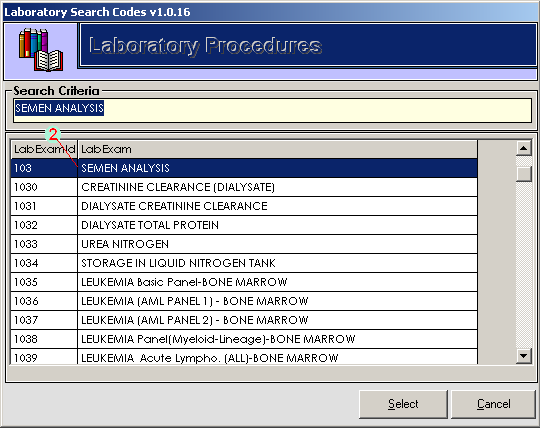 Laboratory Search Codes v1.0.16
Laboratory Procedures
Search Criteria
SEMEN ANALYSIS
2
LabExamId LabExam
103 SEMEN ANALYSIS
1030 CREATININE CLEARANCE (DIALYSATE)
1031 DIALYSATE CREATININE CLEARANCE
1032 DIALYSATE TOTAL PROTEIN
1033 UREA NITROGEN
1034 STORAGE IN LIQUID NITROGEN TANK
1035 LEUKEMIA Basic Panel-BONE MARROW
1036 LEUKEMIA (AML PANEL 1) - BONE MARROW
1037 LEUKEMIA (AML PANEL 2) - BONE MARROW
1038 LEUKEMIA Panel(Myeloid-Lineage)-BONE MARROW
1039 LEUKEMIA Acute Lympho. (ALL)-BONE MARROW
Select Cancel